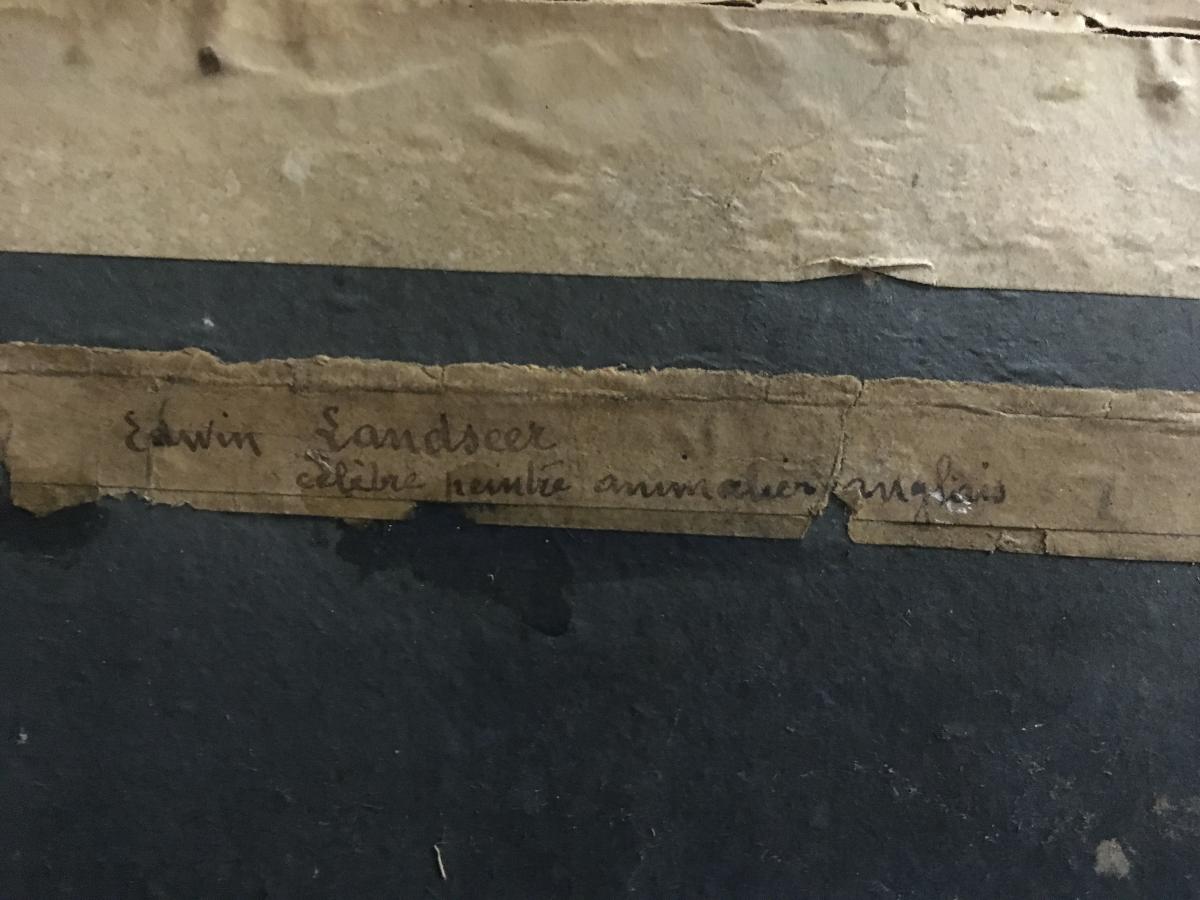 Edwin Landseer
célèbre peintre animalier anglais